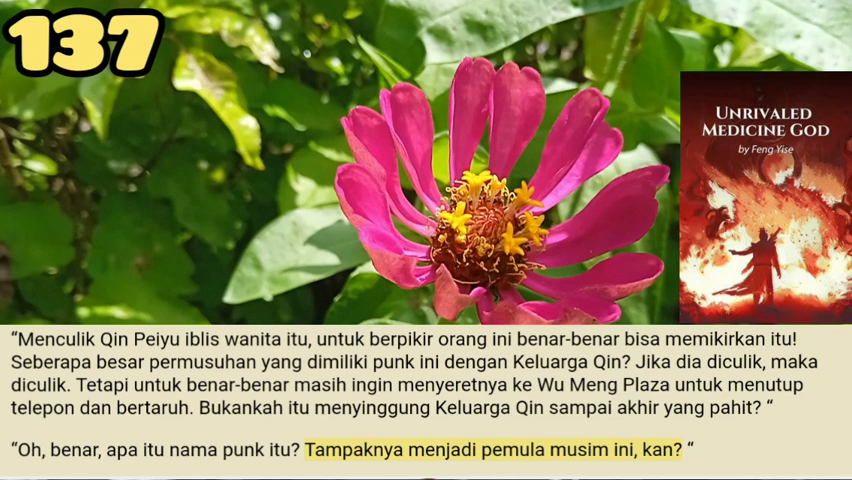 137
UNRIVALED
MEDICINE GOD
by Feng Yise
“Menculik Qin Peiyu iblis wanita itu, untuk berpikir orang ini benar-benar bisa memikirkan itu!
Seberapa besar permusuhan yang dimiliki punk ini dengan Keluarga Qin? Jika dia diculik, maka
diculik. Tetapi untuk benar-benar masih ingin menyeretnya ke Wu Meng Plaza untuk menutup
telepon dan bertaruh. Bukankah itu menyinggung Keluarga Qin sampai akhir yang pahit? “
“Oh, benar, apa itu nama punk itu? Tampaknya menjadi pemula musim ini, kan? “